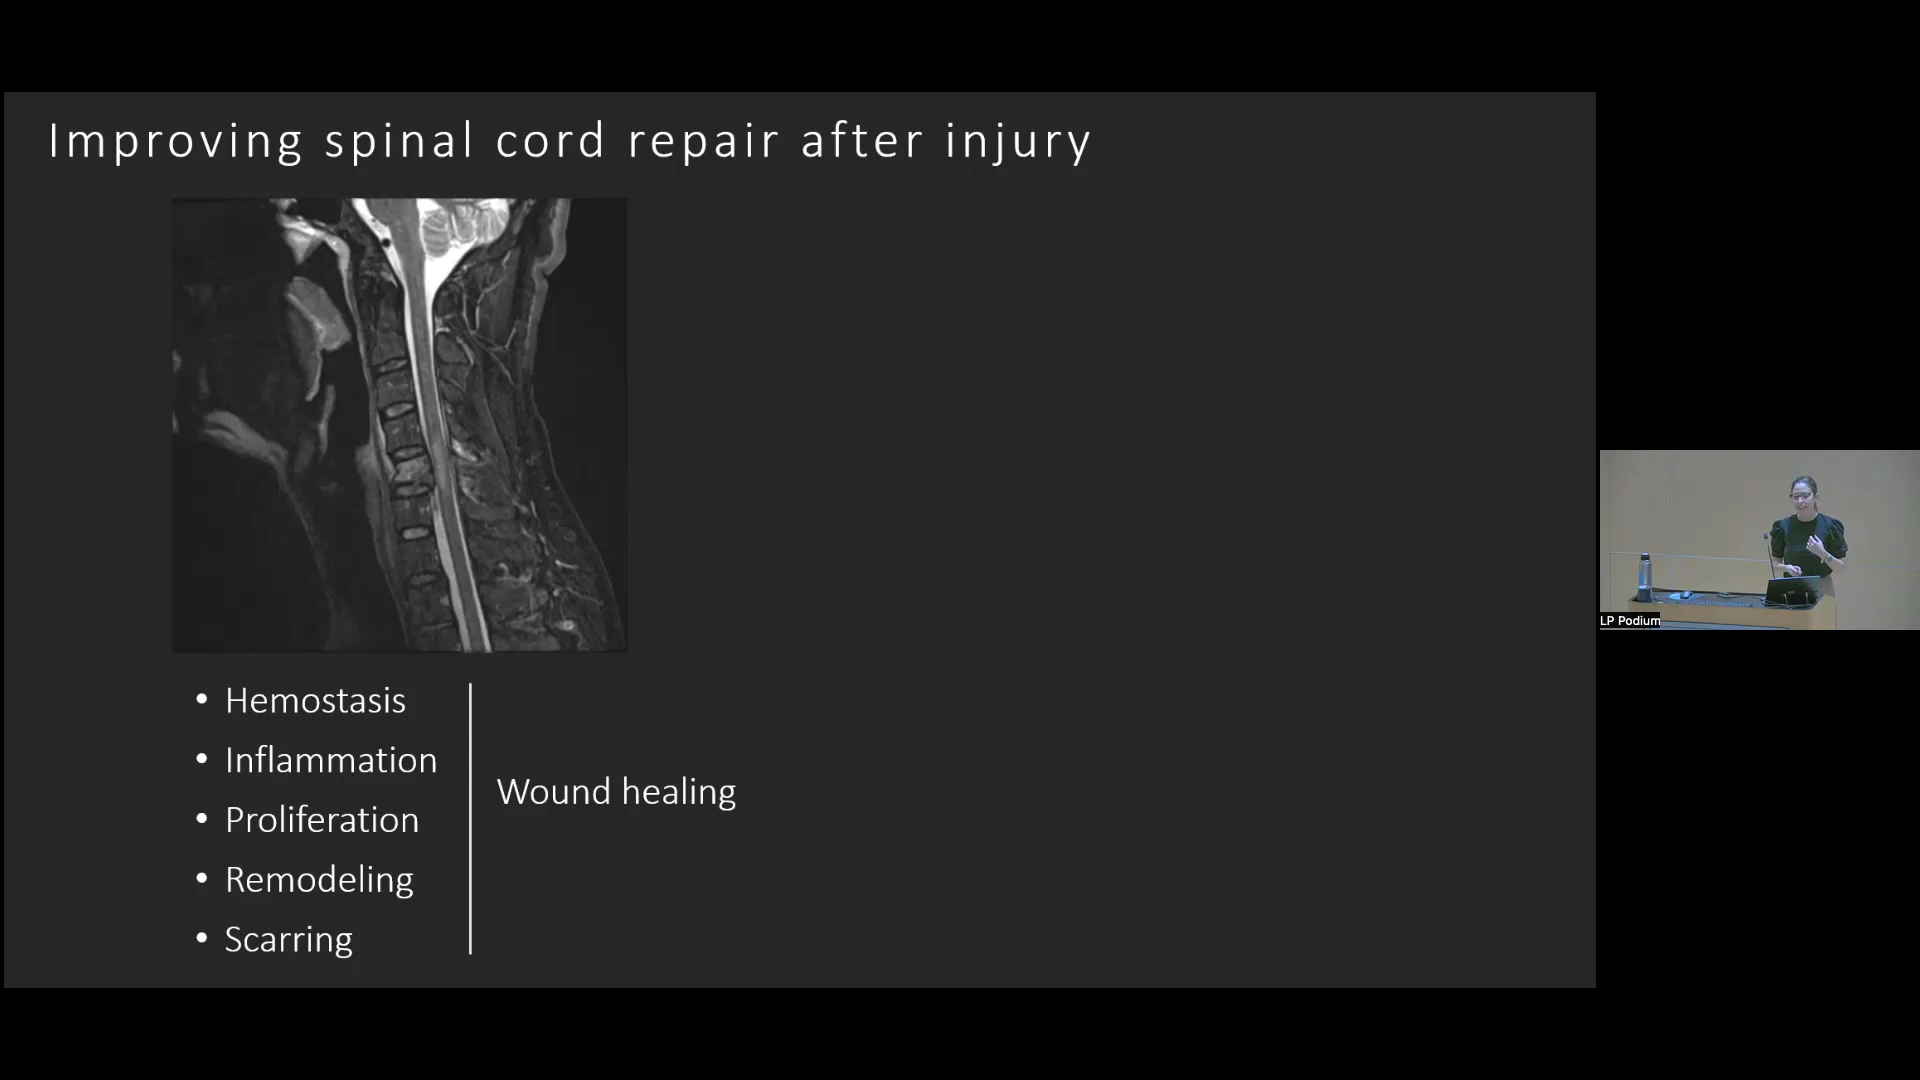 Improving spinal cord repair after injury
• Hemostasis
• Inflammation
• Proliferation
• Remodeling
• Scarring
Wound healing
LP Podium